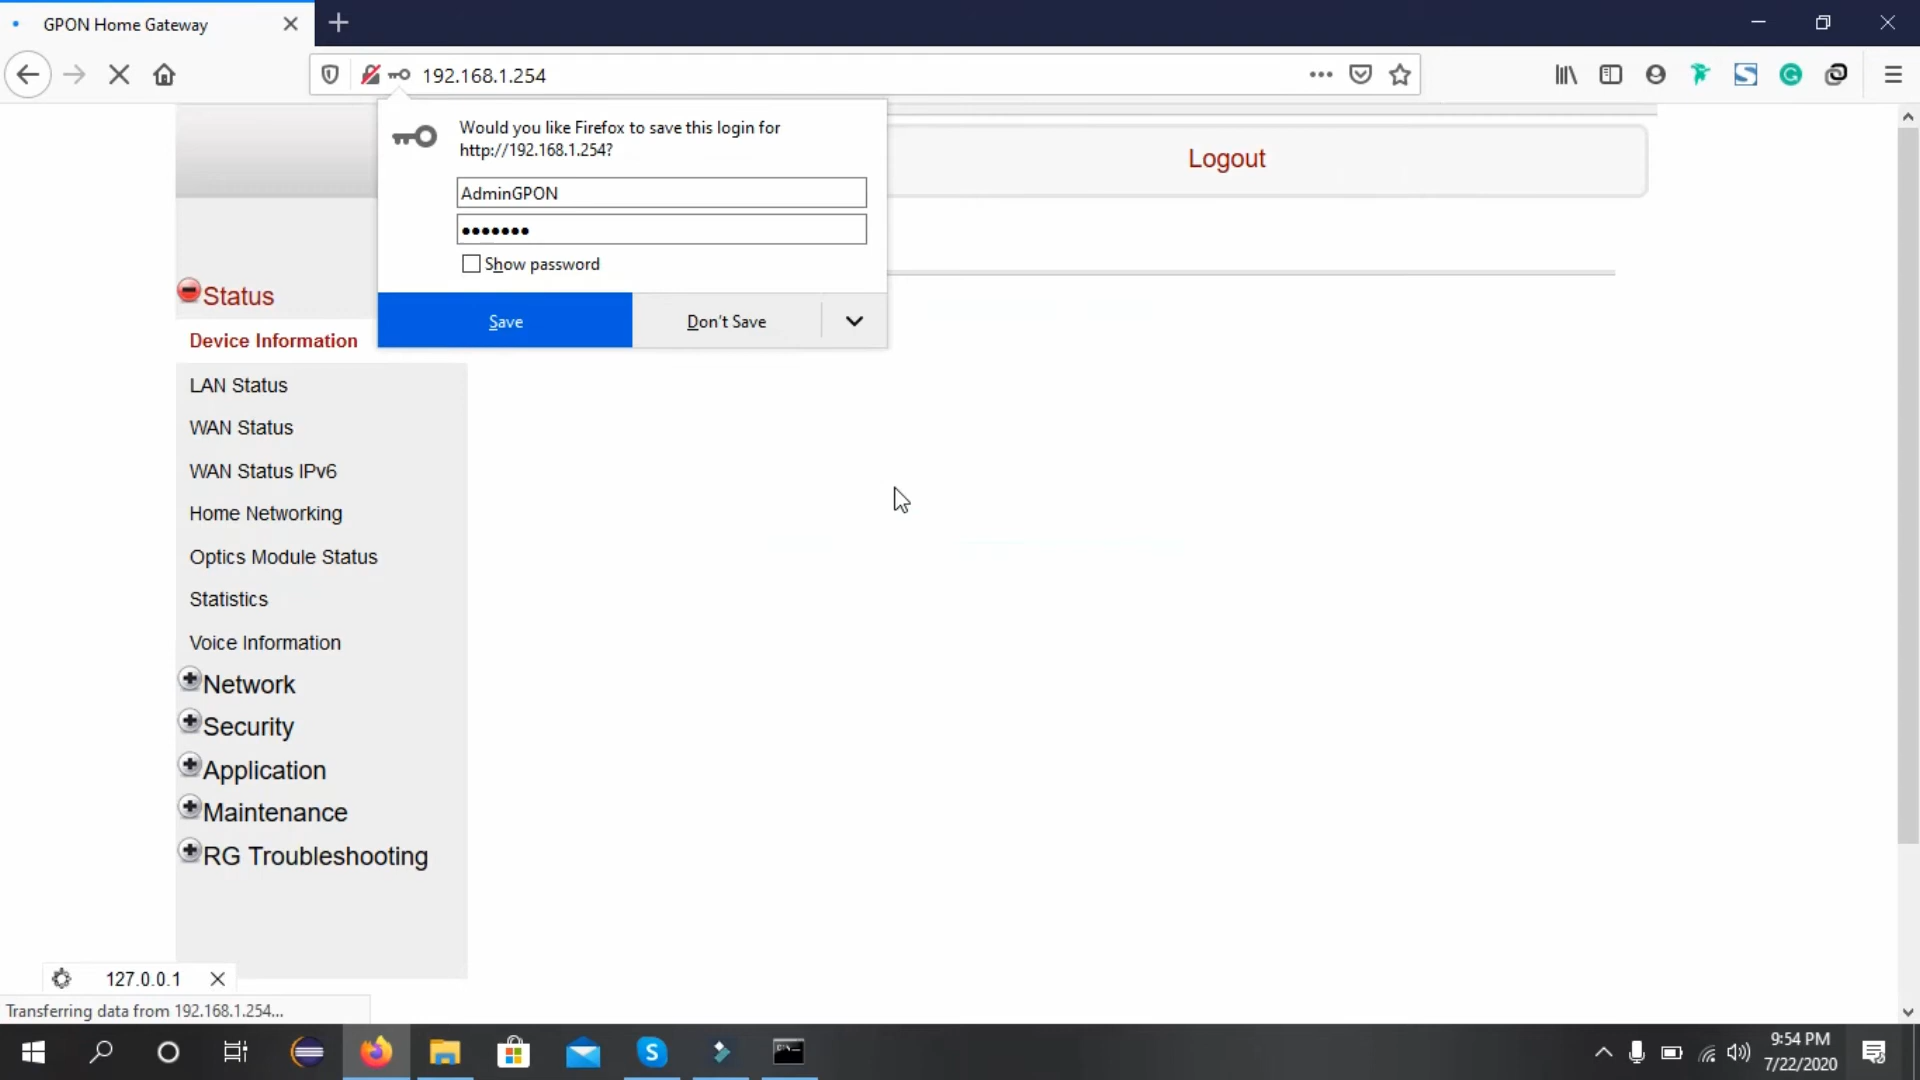 GPON Home Gateway
192.168.1.254
Would you like Firefox to save this login for
http://192.168.1.254?
AdminGPON
•••••••
Show password
Save
Don't Save
Logout
Status
Device Information
LAN Status
WAN Status
WAN Status IPv6
Home Networking
Optics Module Status
Statistics
Voice Information
Network
Security
Application
Maintenance
RG Troubleshooting
127.0.0.1
Transferring data from 192.168.1.254...
9:54 PM
7/22/2020